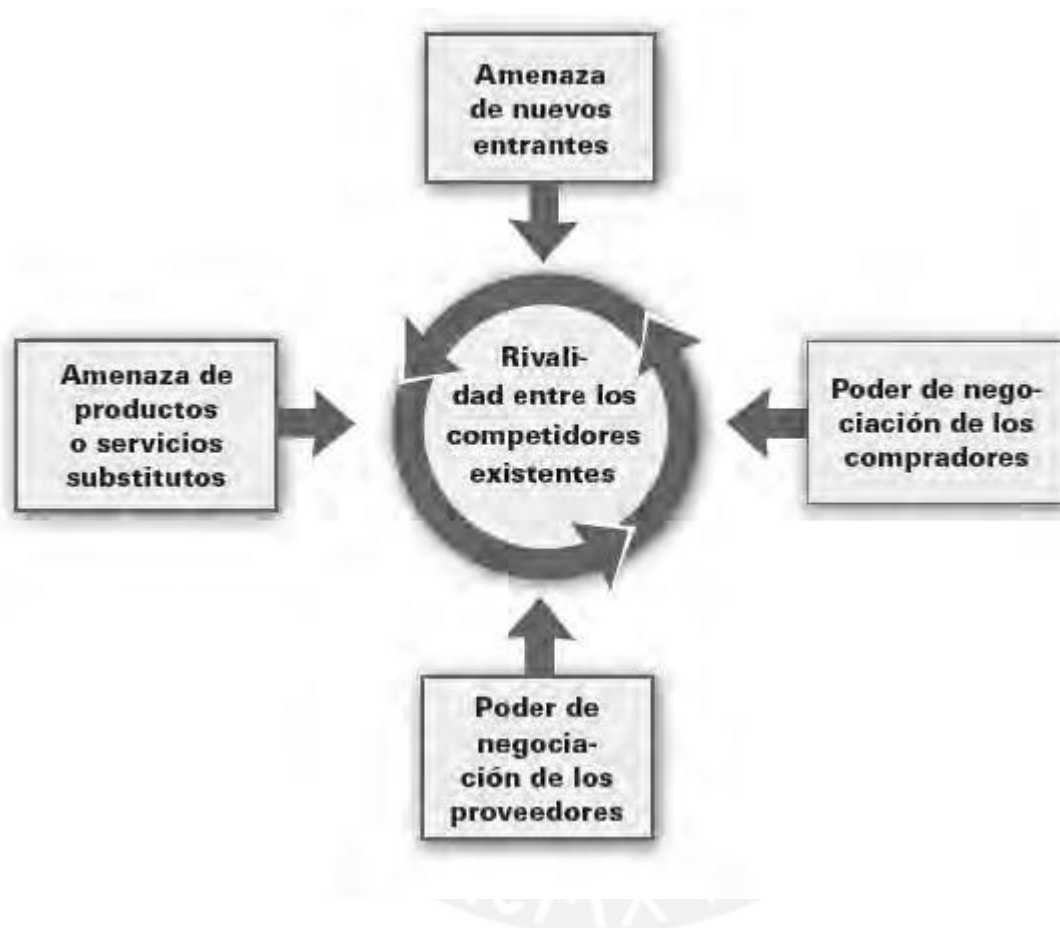 Amenaza
de nuevos
entrantes
Amenaza de
productos
o servicios
substitutos
Rivali-
dad entre los
competidores
existentes
Poder de nego-
ciación de los
compradores
Poder de
negocia-
ción de los
proveedores